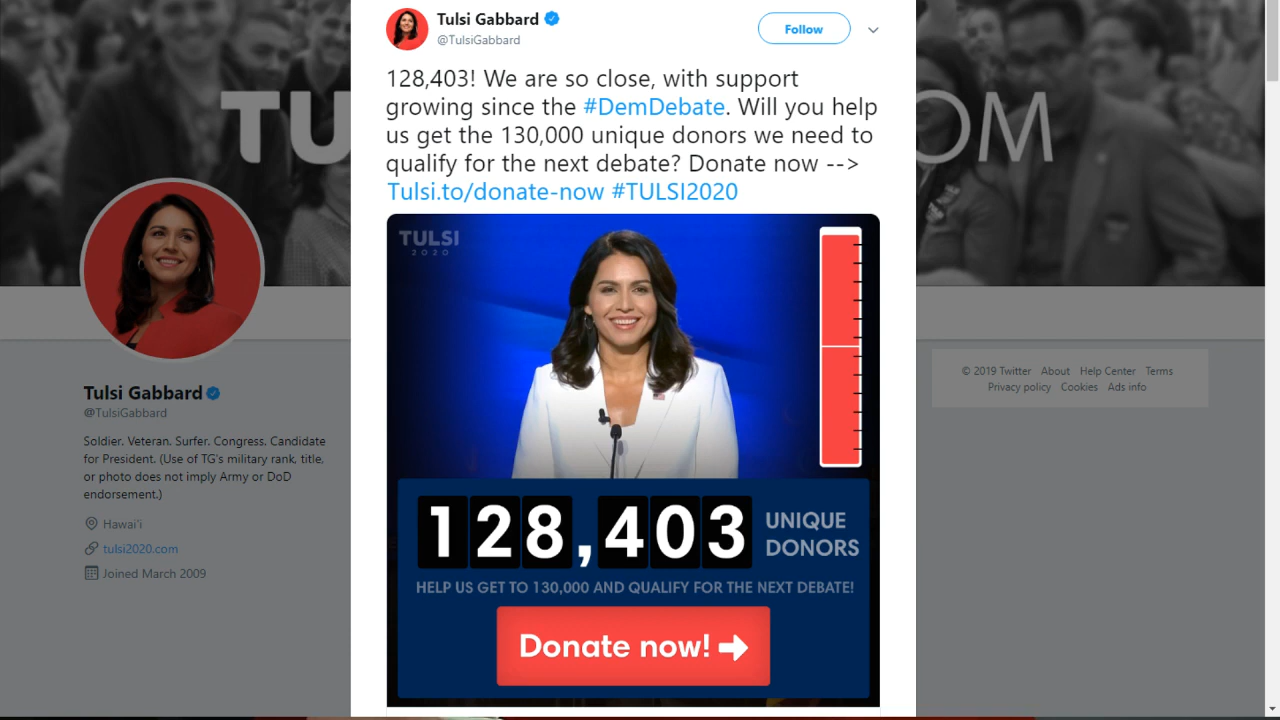 Tulsi Gabbard
@TulsiGabbard
Follow
128,403! We are so close, with support
growing since the #DemDebate. Will you help
us get the 130,000 unique donors we need to
qualify for the next debate? Donate now -->
Tulsi.to/donate-now #TULSI2020
TULSI
2020
128,403
UNIQUE
DONORS
HELP US GET TO 130,000 AND QUALIFY FOR THE NEXT DEBATE!
Donate now!
TU
OM
Tulsi Gabbard
@TulsiGabbard
Soldier. Veteran. Surfer. Congress. Candidate
for President. (Use of TG's military rank, title,
or photo does not imply Army or DoD
endorsement.)
Hawai'i
tulsi2020.com
Joined March 2009
© 2019 Twitter About Help Center Terms
Privacy policy Cookies Ads info